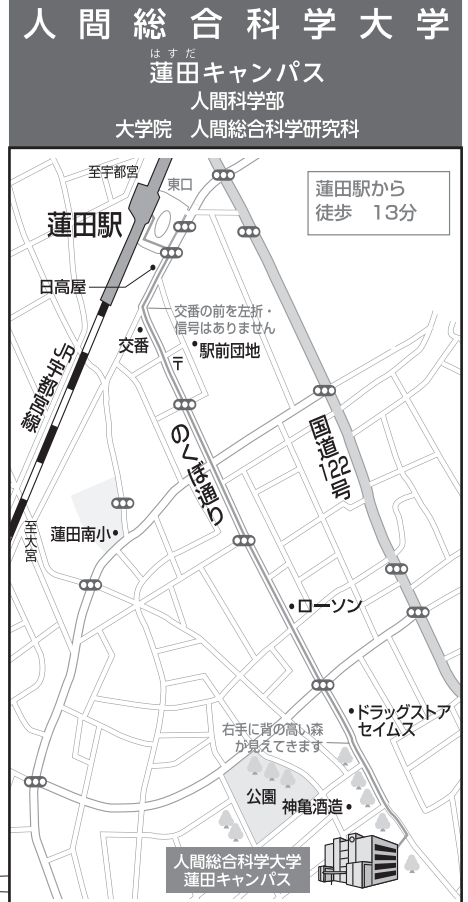 人間総合科学大学
はすだ
蓮田キャンパス
人間科学部
大学院　人間総合科学研究科
至宇都宮
東口
蓮田駅から
徒歩　13分
蓮田駅
日高屋
交番の前を左折・
信号はありません
交番
〒
駅前団地
JR宇都宮線
のくぼ通り
国道122号
至大宮
蓮田南小
ローソン
ドラッグストア
セイムス
右手に背の高い森
が見えてきます
公園
神亀酒造
人間総合科学大学
蓮田キャンパス